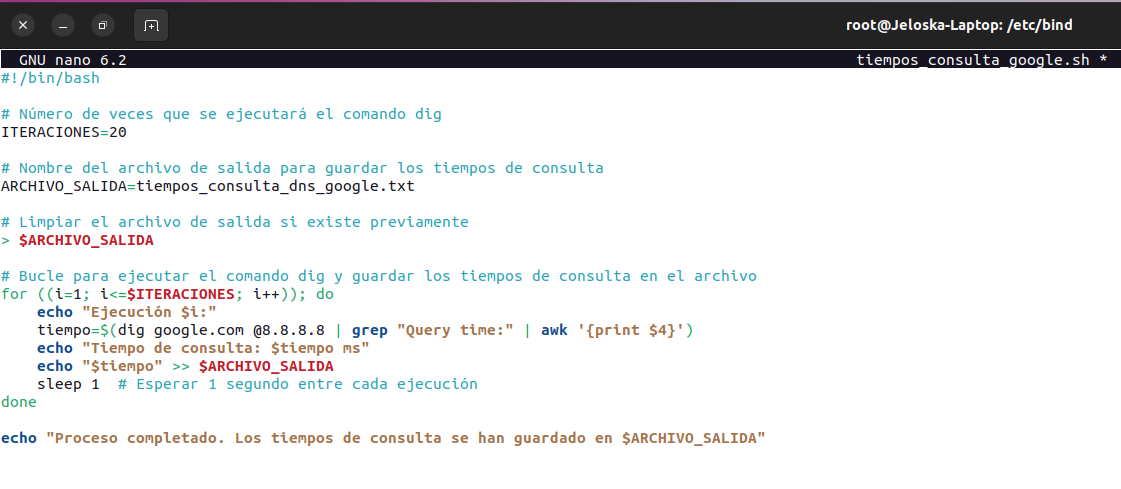 root@Jeloska-Laptop: /etc/bind
GNU nano 6.2 tiempos_consulta_google.sh *
#!/bin/bash
# Número de veces que se ejecutará el comando dig
ITERACIONES=20
# Nombre del archivo de salida para guardar los tiempos de consulta
ARCHIVO_SALIDA=tiempos_consulta_dns_google.txt
# Limpiar el archivo de salida si existe previamente
> $ARCHIVO_SALIDA
# Bucle para ejecutar el comando dig y guardar los tiempos de consulta en el archivo
for ((i=1; i<=$ITERACIONES; i++)); do
    echo "Ejecución $i:"
    tiempo=$(dig google.com @8.8.8.8 | grep "Query time:" | awk '{print $4}')
    echo "Tiempo de consulta: $tiempo ms"
    echo "$tiempo" >> $ARCHIVO_SALIDA
    sleep 1  # Esperar 1 segundo entre cada ejecución
done
echo "Proceso completado. Los tiempos de consulta se han guardado en $ARCHIVO_SALIDA"